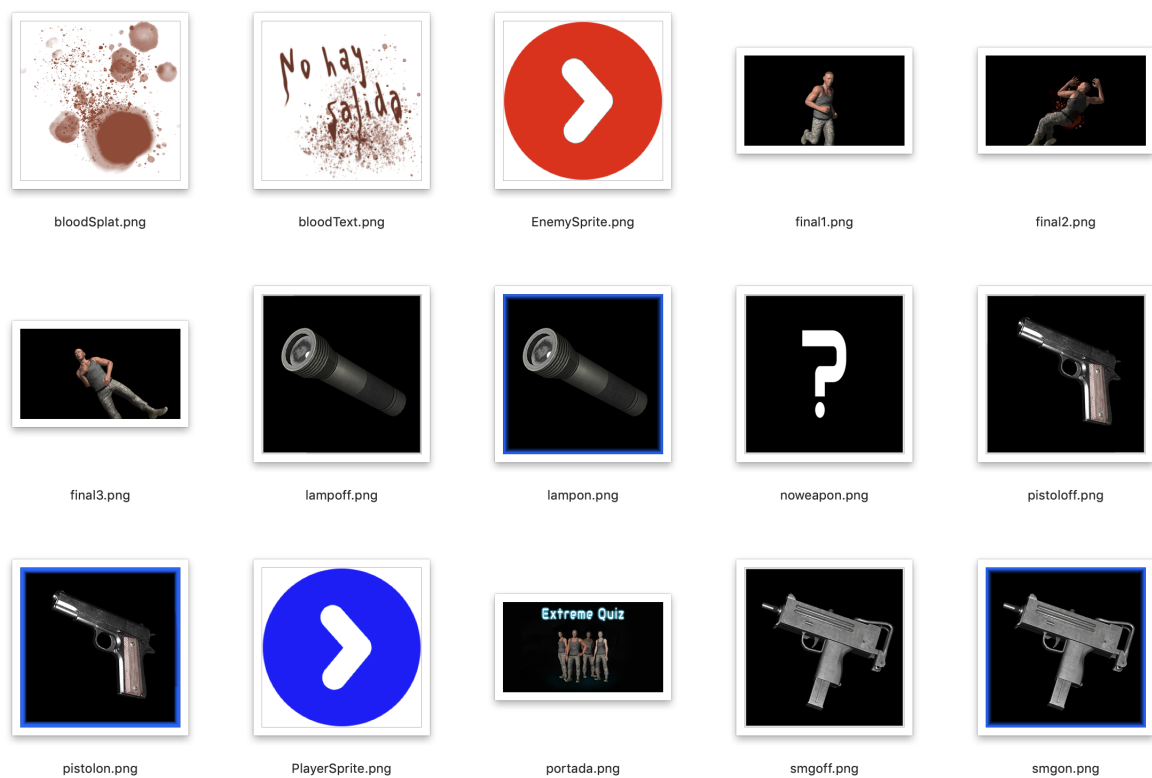 No hay
salida
bloodSplat.png
bloodText.png
EnemySprite.png
final1.png
final2.png
?
final3.png
lampoff.png
lampon.png
noweapon.png
pistoloff.png
Extreme Quiz
pistolon.png
PlayerSprite.png
portada.png
smgoff.png
smgon.png